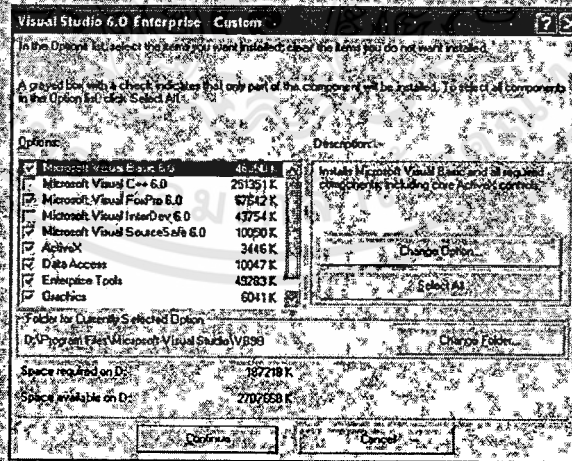 Visual Studio 6.0 Enterprise - Custom
In the Options list, select the items you want installed; clear the items you do not want installed.
A grayed box with a check indicates that only part of the component will be installed. To select all components
in the Option list, click Select All.
Options:
Description:
Microsoft Visual Basic 6.0
Microsoft Visual C++ 6.0 251351 K
Microsoft Visual FoxPro 6.0 67642 K
Microsoft Visual InterDev 6.0 43754 K
Microsoft Visual SourceSafe 6.0 10050 K
ActiveX 3446 K
Data Access 10047 K
Enterprise Tools 49283 K
Graphics 6041 K
Installs Microsoft Visual Basic and all required
components, including core ActiveX controls.
Change Option...
Select All
Folder for Currently Selected Option
D:\Program Files\Microsoft Visual Studio\VB98
Change Folder...
Space required on D: 187218 K
Space available on D: 2707658 K
Continue
Cancel